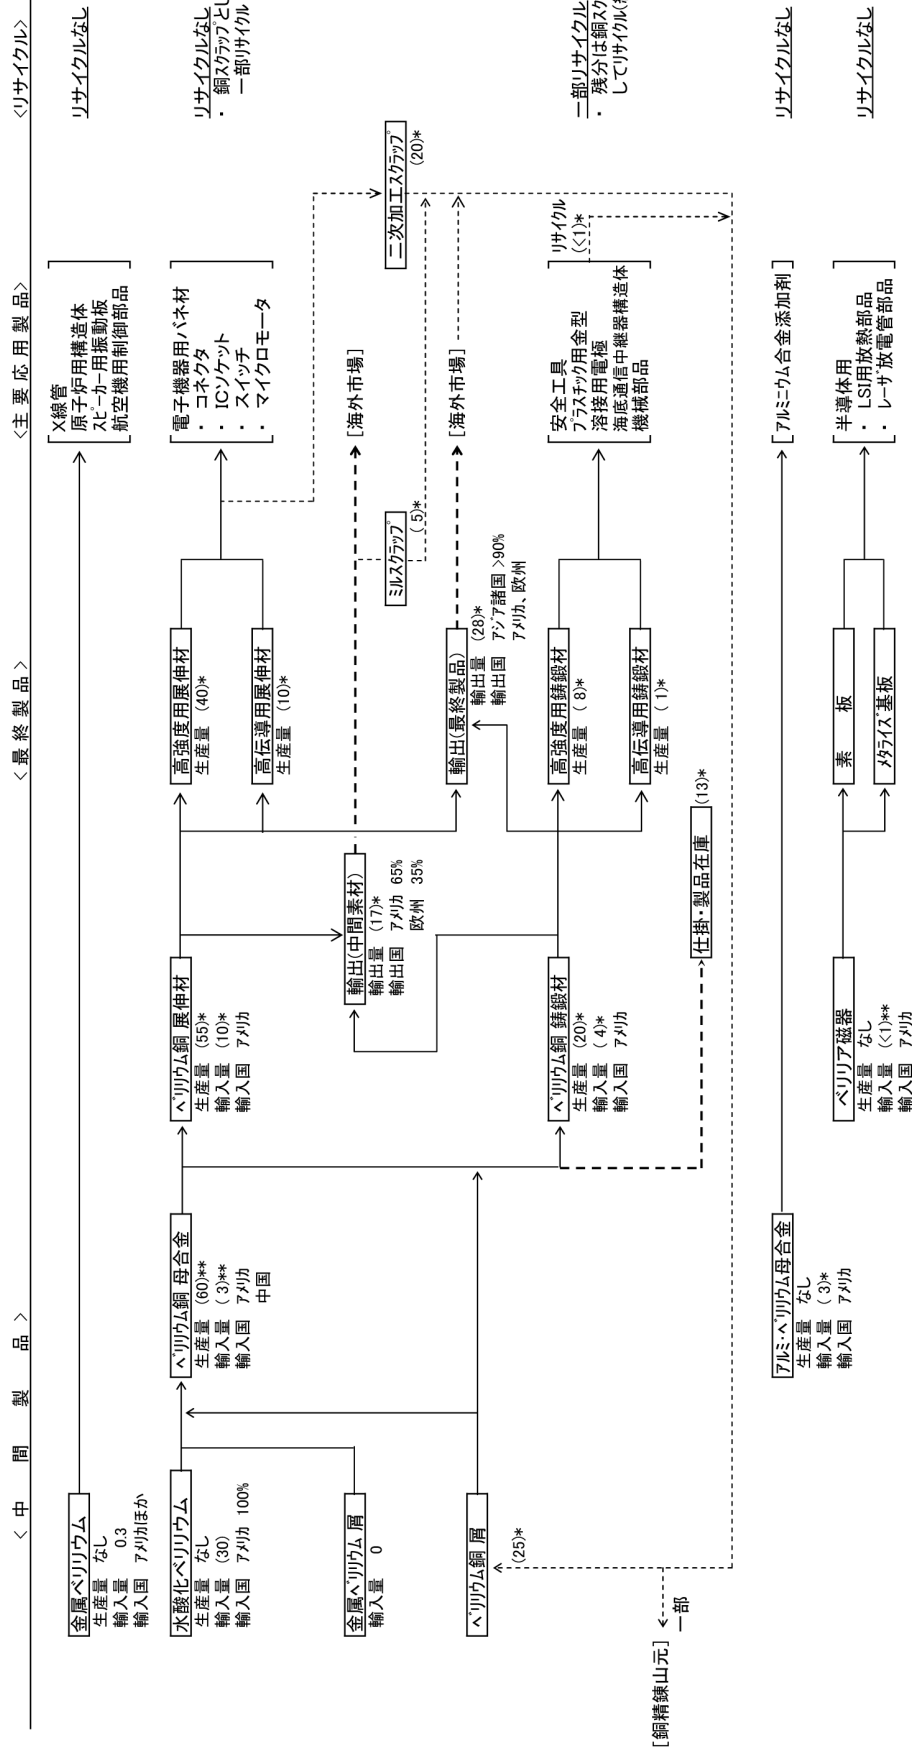 <中間製品>
<最終製品>
<主要応用製品>
<リサイクル>
金属ベリリウム
生産量 なし
輸入量 0.3
輸入国 アメリカほか
X線管
原子炉用構造体
スピーカー用振動板
航空機用制御部品
リサイクルなし
水酸化ベリリウム
生産量 なし
輸入量 (30)
輸入国 アメリカ 100%
ベリリウム銅 母合金
生産量 (60)**
輸入量 ( 3)**
輸入国 アメリカ
中国
ベリリウム銅 展伸材
生産量 (55)*
輸入量 (10)*
輸入国 アメリカ
高強度用展伸材
生産量 (40)*
高伝導用展伸材
生産量 (10)*
電子機器用バネ材
・ コネクタ
・ ICソケット
・ スイッチ
・ マイクロモータ
リサイクルなし
・ 銅スクラップとし
一部リサイクル
金属ベリリウム 屑
輸入量 0
輸出(中間素材)
輸出量 (17)*
輸出国 アメリカ 65%
欧州 35%
[海外市場]
ミルスクラップ
( 5)*
二次加工スクラップ
(20)*
ベリリウム銅 屑
(25)*
輸出(最終製品)
輸出量 (28)*
輸出国 アジア諸国 >90%
アメリカ、欧州
[海外市場]
ベリリウム銅 鋳鍛材
生産量 (20)*
輸入量 ( 4)*
輸入国 アメリカ
高強度用鋳鍛材
生産量 ( 8)*
高伝導用鋳鍛材
生産量 ( 1)*
安全工具
プラスチック用金型
溶接用電極
海底通信中継器構造体
機械部品
リサイクル
(<1)*
一部リサイクル
・ 残分は銅スク
してリサイクル
仕掛・製品在庫
(13)*
[銅精錬山元]
一部
アルミ・ベリリウム母合金
生産量 なし
輸入量 ( 3)*
輸入国 アメリカ
[アルミニウム合金添加剤]
リサイクルなし
ベリリア磁器
生産量 なし
輸入量 (<1)**
輸入国 アメリカ
素 板
メタライズ基板
半導体用
・ LSI用放熱部品
・ レーザ放電管部品
リサイクルなし